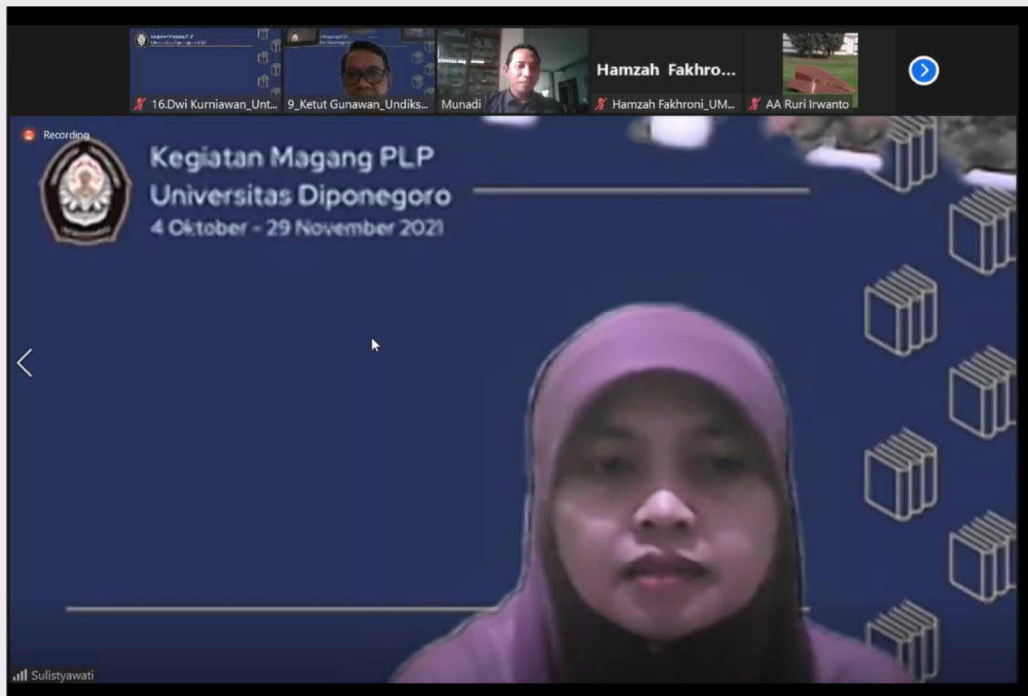 16.Dwi Kurniawan_Unt...
9_Ketut Gunawan_Undiks...
Munadi
Hamzah Fakhro...
Hamzah Fakhroni_UM...
AA Ruri Irwanto
Recording
Kegiatan Magang PLP
Universitas Diponegoro
4 Oktober - 29 November 2021
Sulistyawati